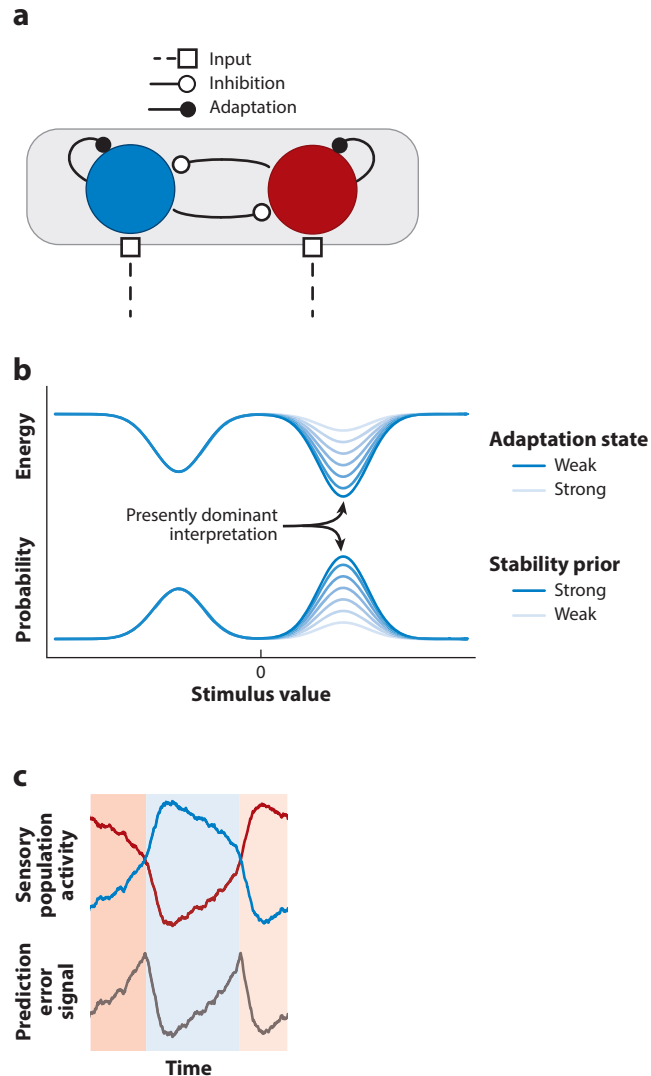 a
Input
Inhibition
Adaptation
b
Energy
Probability
Presently dominant
interpretation
Adaptation state
Weak
Strong
Stability prior
Strong
Weak
0
Stimulus value
c
Sensory
population
activity
Prediction
error
signal
Time